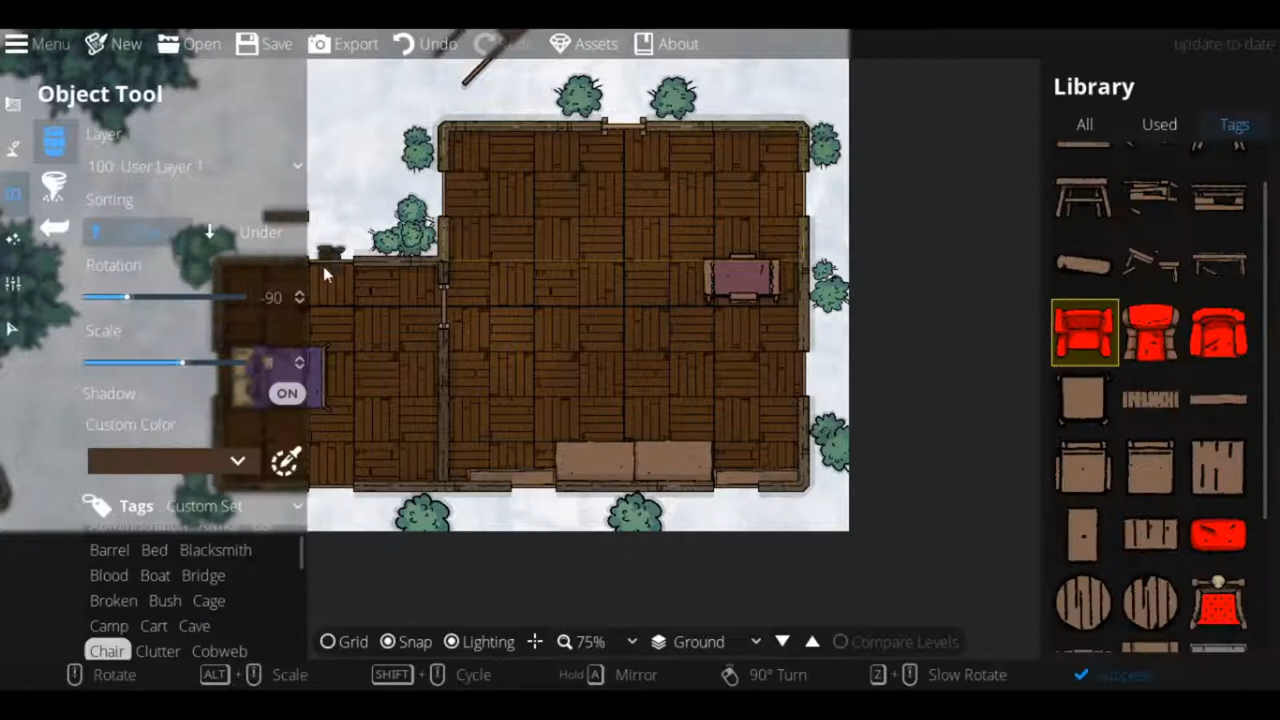 Menu New Open Save Export Undo Assets About update-to-date
Object Tool
Library
All Used Tags
Layer
100: User Layer 1
Sorting
Under
Rotation
-90
Scale
Shadow
ON
Custom Color
Tags Custom Set
Barrel Bed Blacksmith
Blood Boat Bridge
Broken Bush Cage
Camp Cart Cave
Chair Clutter Cobweb
Grid Snap Lighting 75% Ground Compare Levels
Rotate ALT + Scale SHIFT + Cycle Hold A Mirror 90° Turn Z + Slow Rotate